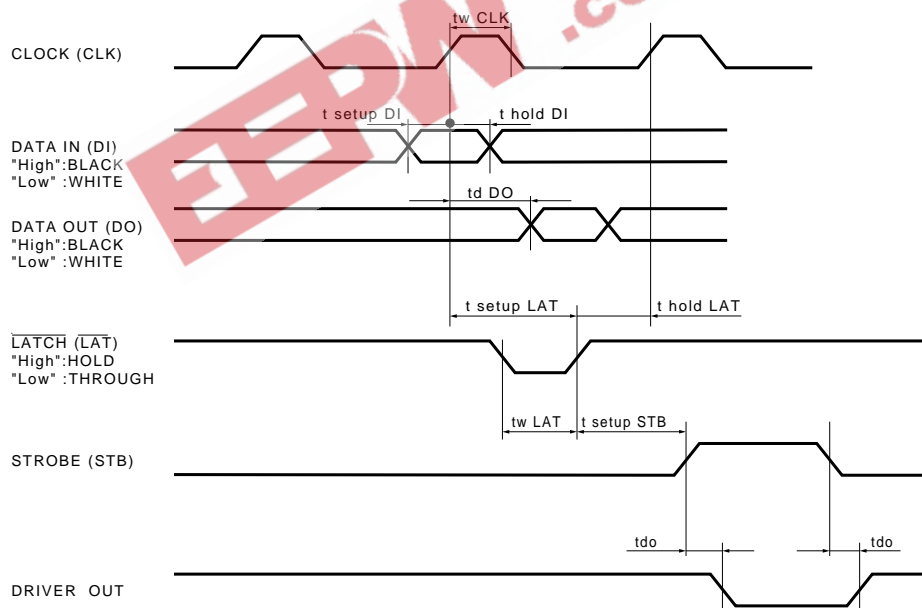 tw CLK
CLOCK (CLK)
t setup DI
t hold DI
DATA IN (DI)
"High":BLACK
"Low" :WHITE
td DO
DATA OUT (DO)
"High":BLACK
"Low" :WHITE
t setup LAT
t hold LAT
LATCH (LAT)
"High":HOLD
"Low" :THROUGH
tw LAT
t setup STB
STROBE (STB)
tdo
tdo
DRIVER OUT
EEPW
.co